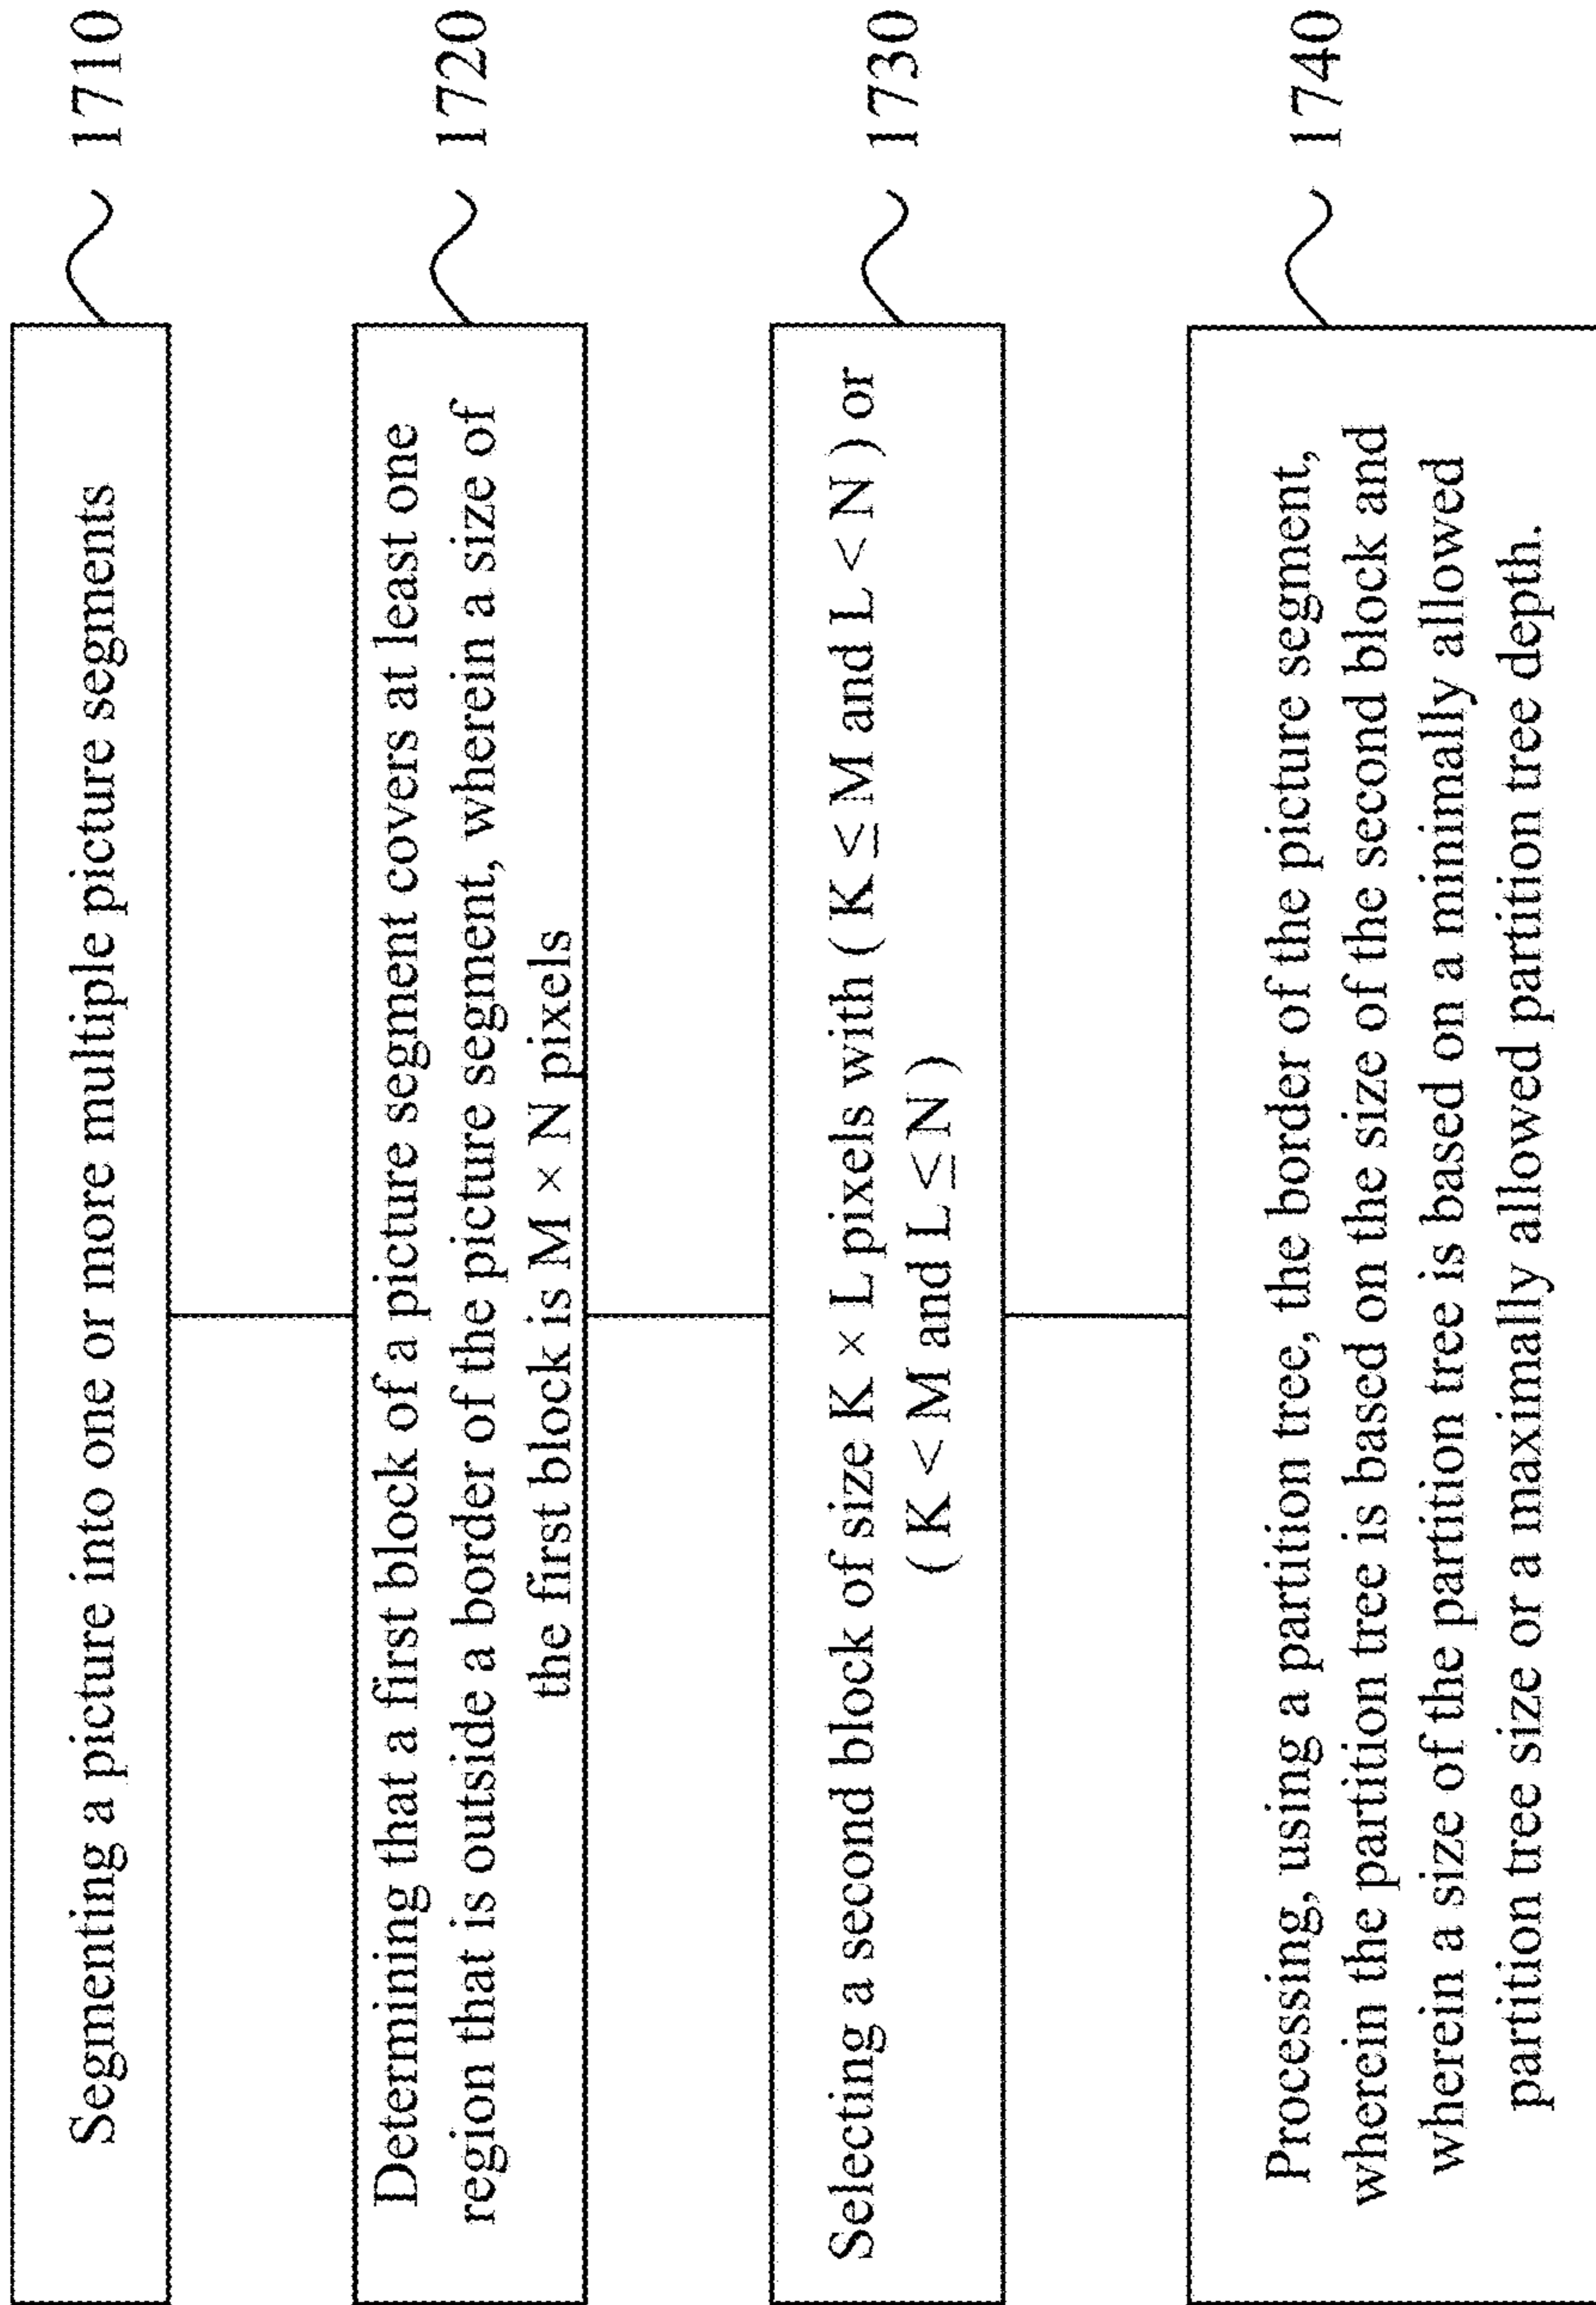 Segmenting a picture into one or more multiple picture segments
1710
Determining that a first block of a picture segment covers at least one
region that is outside a border of the picture segment, wherein a size of
the first block is M × N pixels
1720
Selecting a second block of size K × L pixels with ( K ≤ M and L < N ) or
( K < M and L ≤ N )
1730
Processing, using a partition tree, the border of the picture segment,
wherein the partition tree is based on the size of the second block and
wherein a size of the partition tree is based on a minimally allowed
partition tree size or a maximally allowed partition tree depth.
1740